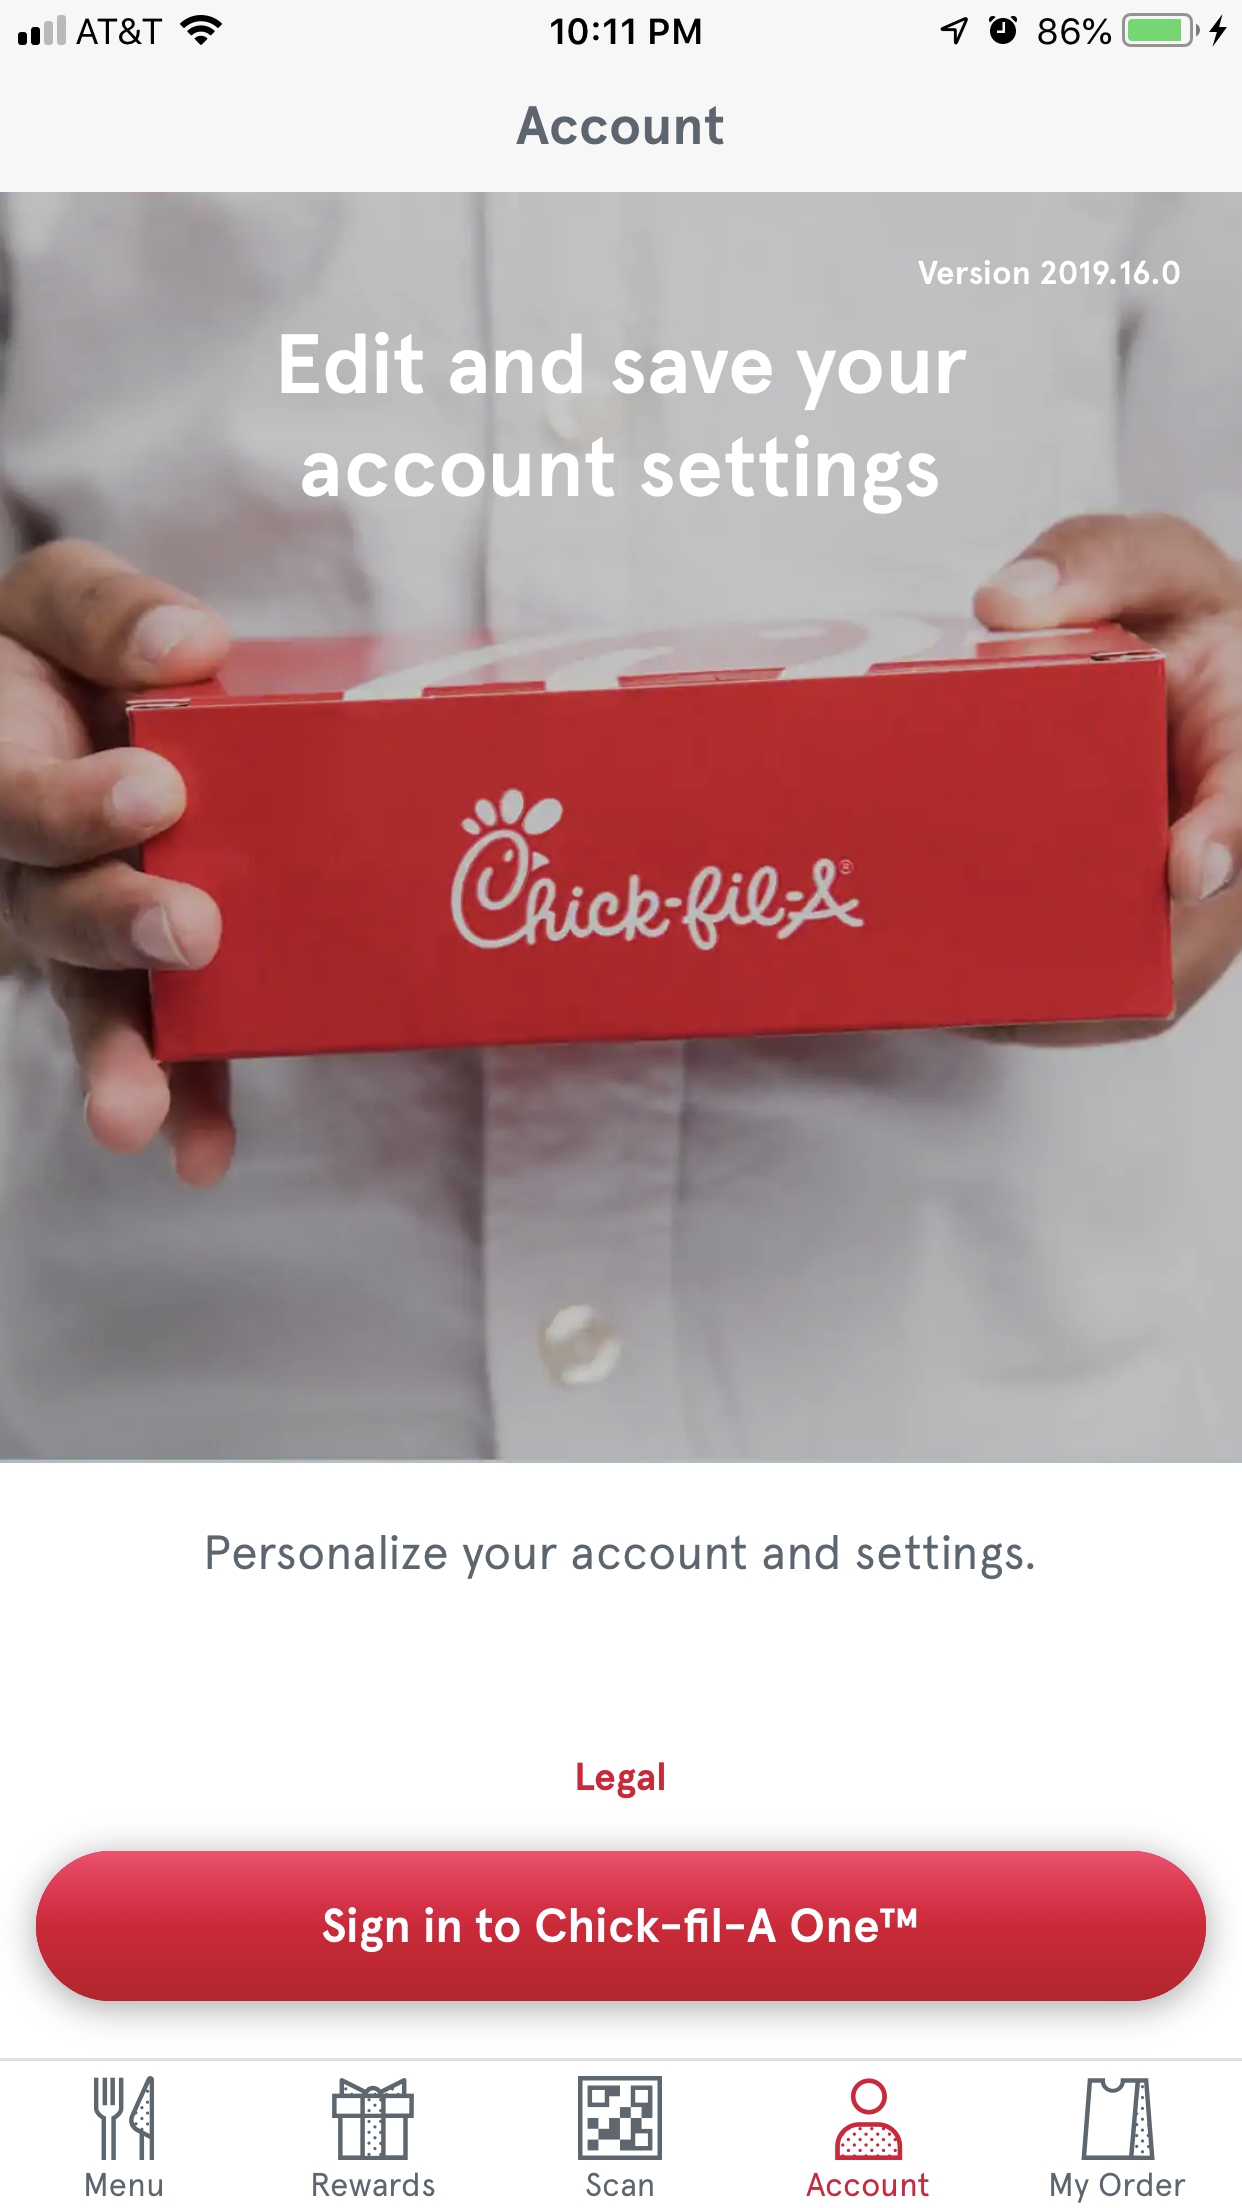 AT&T 10:11 PM 86%
Account
Version 2019.16.0
Edit and save your
account settings
Chick-fil-A®
Personalize your account and settings.
Legal
Sign in to Chick-fil-A One™
Menu Rewards Scan Account My Order